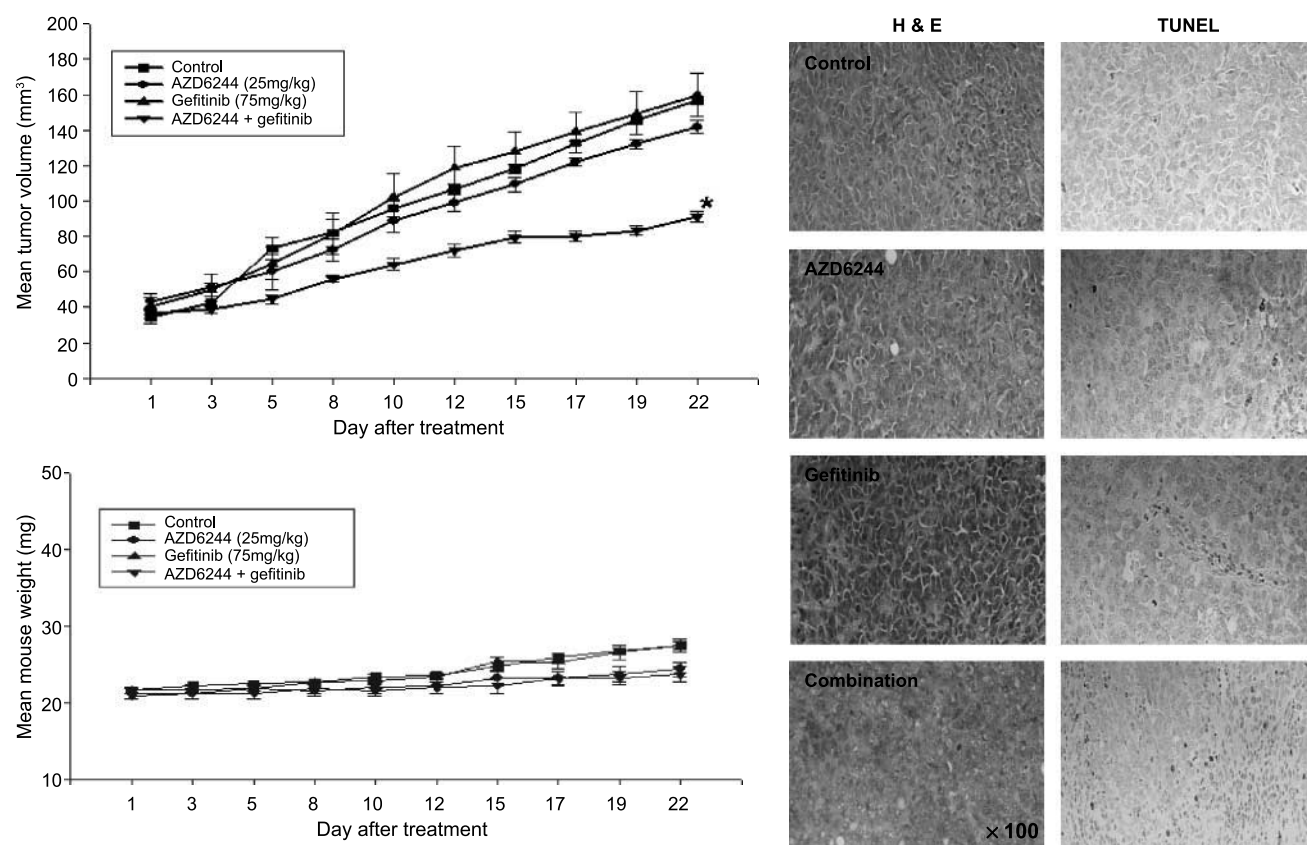 200
180
160
140
120
100
80
60
40
20
0
Mean tumor volume (mm³)
Control
AZD6244 (25mg/kg)
Gefitinib (75mg/kg)
AZD6244 + gefitinib
*
1 3 5 8 10 12 15 17 19 22
Day after treatment
50
40
30
20
10
Mean mouse weight (mg)
Control
AZD6244 (25mg/kg)
Gefitinib (75mg/kg)
AZD6244 + gefitinib
1 3 5 8 10 12 15 17 19 22
Day after treatment
H & E TUNEL
Control
AZD6244
Gefitinib
Combination
× 100